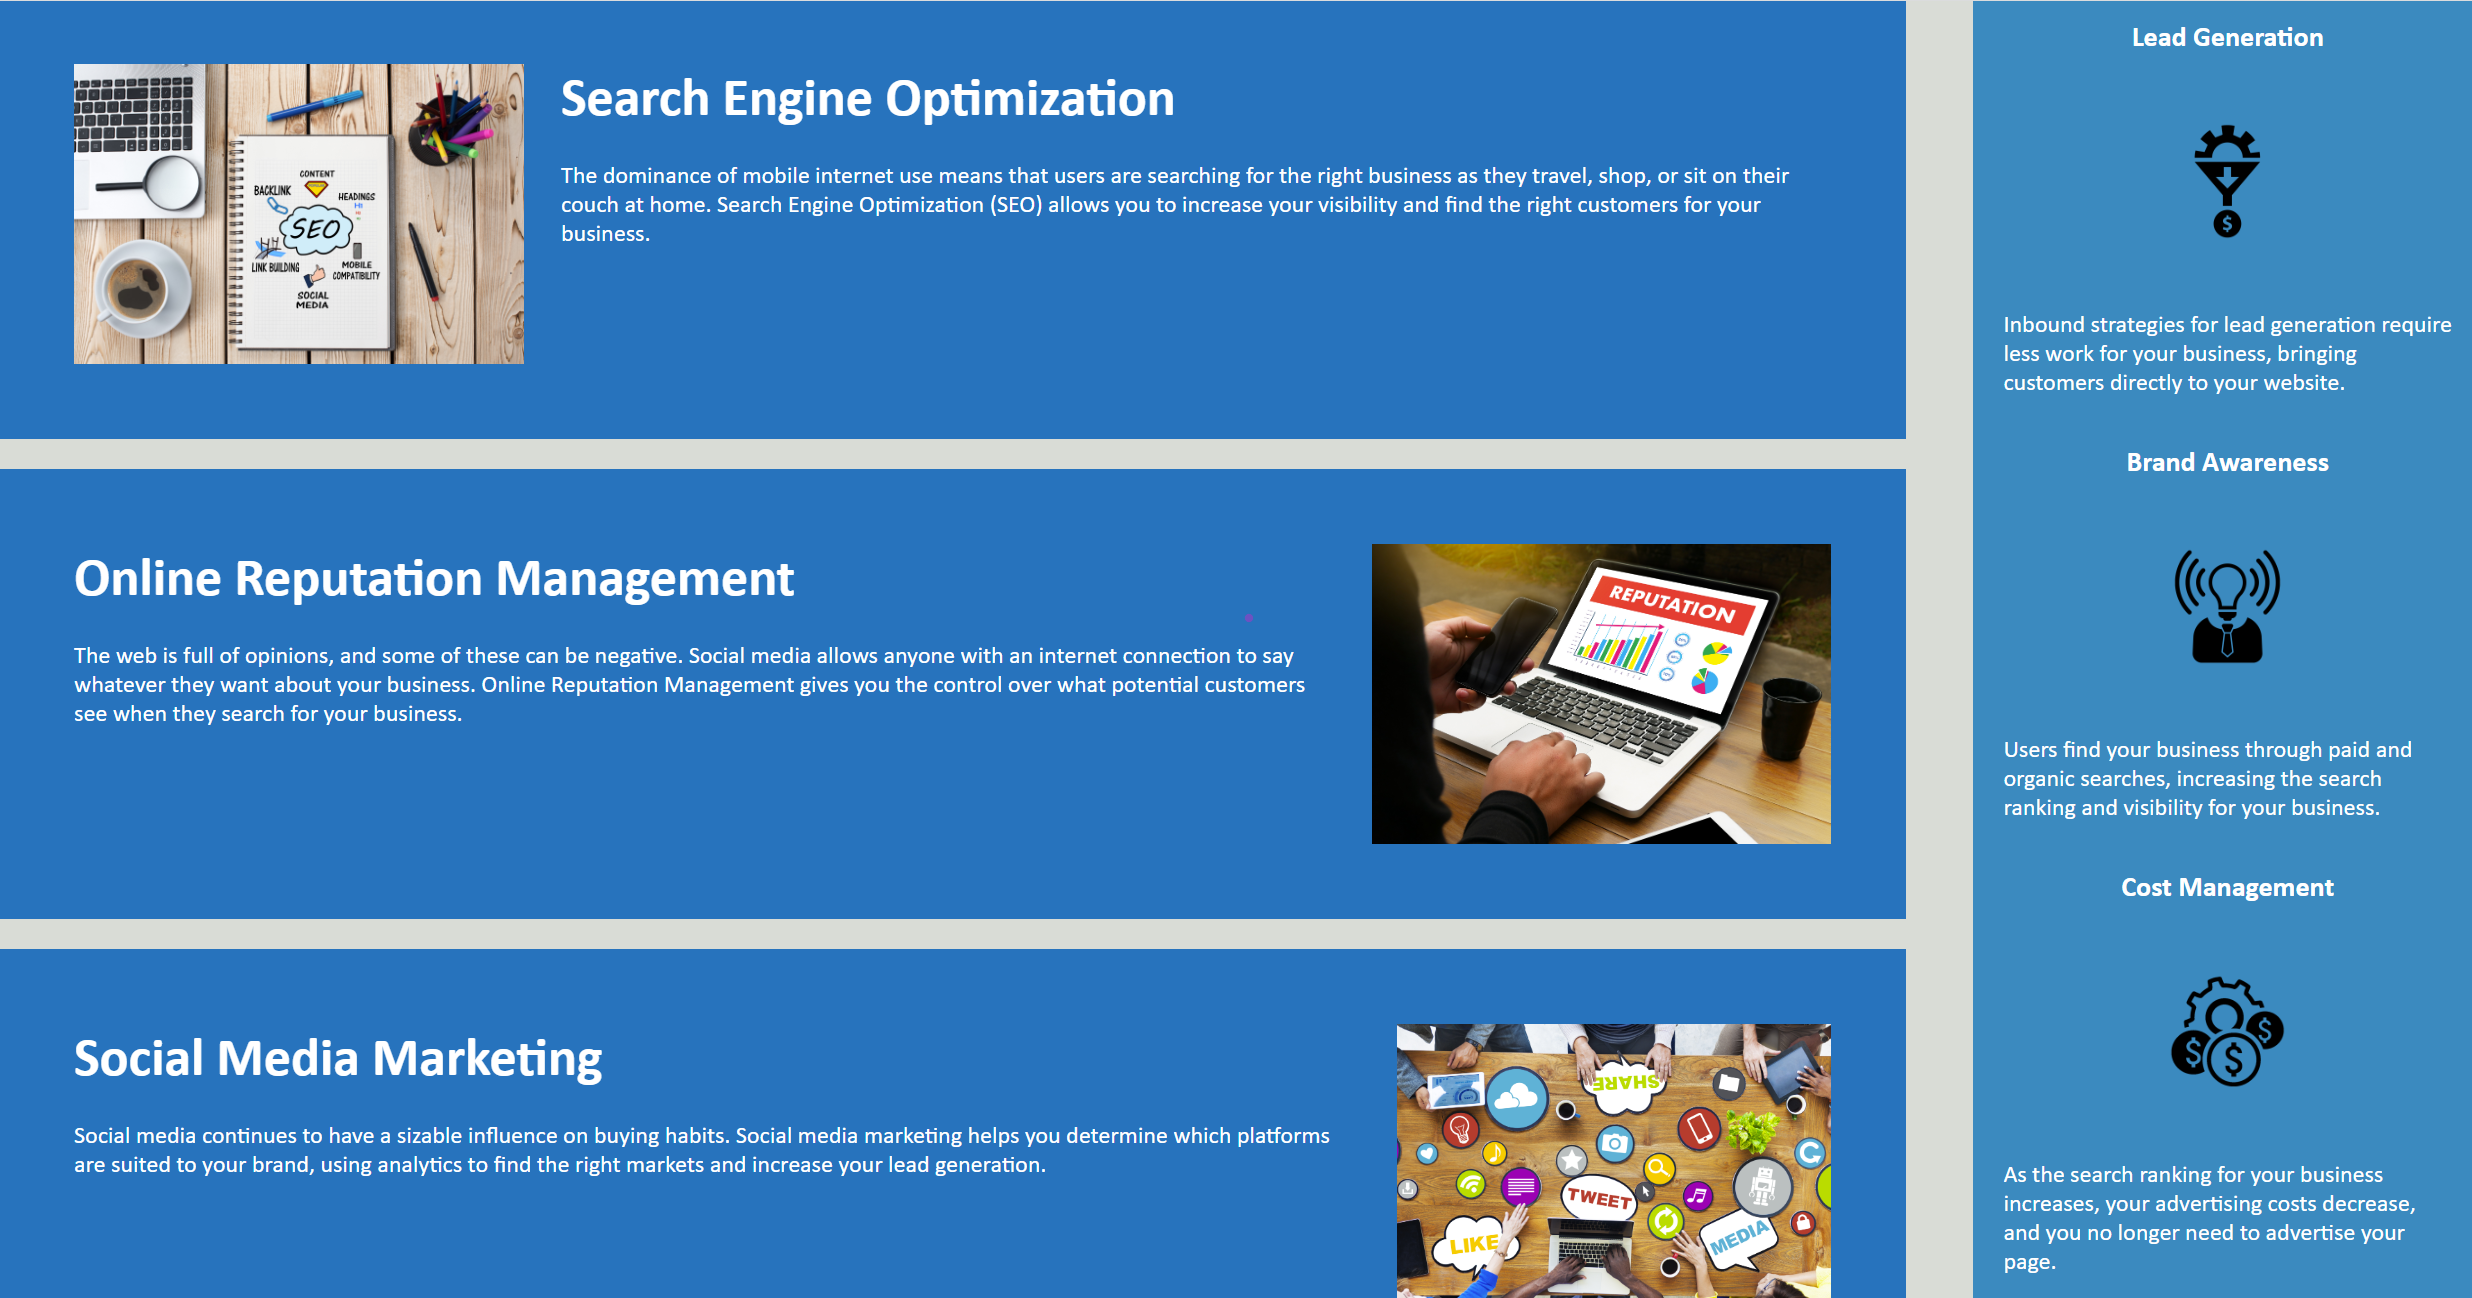 Search Engine Optimization
The dominance of mobile internet use means that users are searching for the right business as they travel, shop, or sit on their
couch at home. Search Engine Optimization (SEO) allows you to increase your visibility and find the right customers for your
business.
CONTENT
BACKLINK
HEADINGS
H1
SEO
LINK BUILDING
MOBILE
COMPATIBILITY
SOCIAL
MEDIA
Online Reputation Management
The web is full of opinions, and some of these can be negative. Social media allows anyone with an internet connection to say
whatever they want about your business. Online Reputation Management gives you the control over what potential customers
see when they search for your business.
REPUTATION
Social Media Marketing
Social media continues to have a sizable influence on buying habits. Social media marketing helps you determine which platforms
are suited to your brand, using analytics to find the right markets and increase your lead generation.
SHARE
TWEET
LIKE
MEDIA
Lead Generation
$
Inbound strategies for lead generation require
less work for your business, bringing
customers directly to your website.
Brand Awareness
Users find your business through paid and
organic searches, increasing the search
ranking and visibility for your business.
Cost Management
$ $ $
As the search ranking for your business
increases, your advertising costs decrease,
and you no longer need to advertise your
page.